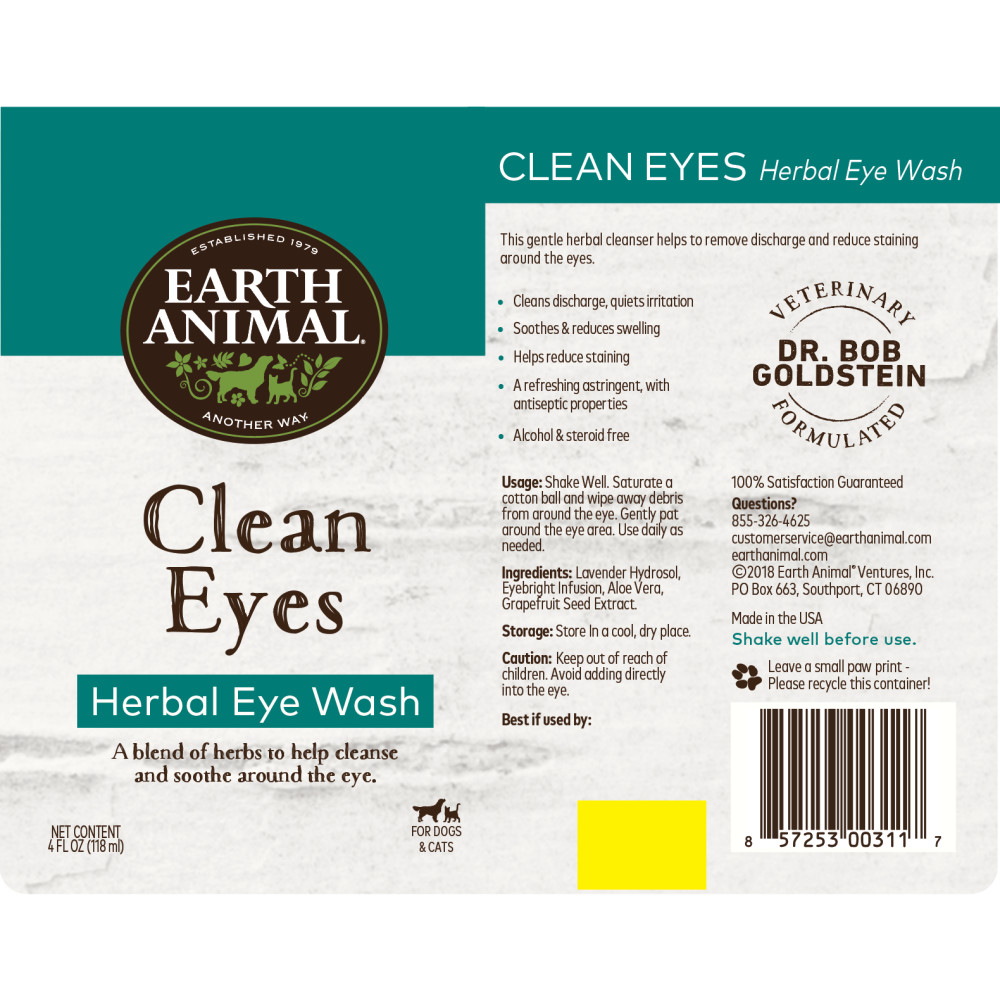 ESTABLISHED 1979
EARTH
ANIMAL®
ANOTHER WAY
Clean
Eyes
Herbal Eye Wash
A blend of herbs to help cleanse
and soothe around the eye.
NET CONTENT
4 FL OZ (118 ml)
FOR DOGS
& CATS
CLEAN EYES Herbal Eye Wash
This gentle herbal cleanser helps to remove discharge and reduce staining
around the eyes.
• Cleans discharge, quiets irritation
• Soothes & reduces swelling
• Helps reduce staining
• A refreshing astringent, with
antiseptic properties
• Alcohol & steroid free
VETERINARY
DR. BOB
GOLDSTEIN
FORMULATED
Usage: Shake Well. Saturate a
cotton ball and wipe away debris
from around the eye. Gently pat
around the eye area. Use daily as
needed.
Ingredients: Lavender Hydrosol,
Eyebright Infusion, Aloe Vera,
Grapefruit Seed Extract.
Storage: Store In a cool, dry place.
Caution: Keep out of reach of
children. Avoid adding directly
into the eye.
Best if used by:
100% Satisfaction Guaranteed
Questions?
855-326-4625
customerservice@earthanimal.com
earthanimal.com
©2018 Earth Animal® Ventures, Inc.
PO Box 663, Southport, CT 06890
Made in the USA
Shake well before use.
Leave a small paw print -
Please recycle this container!
8 57253 00311 7